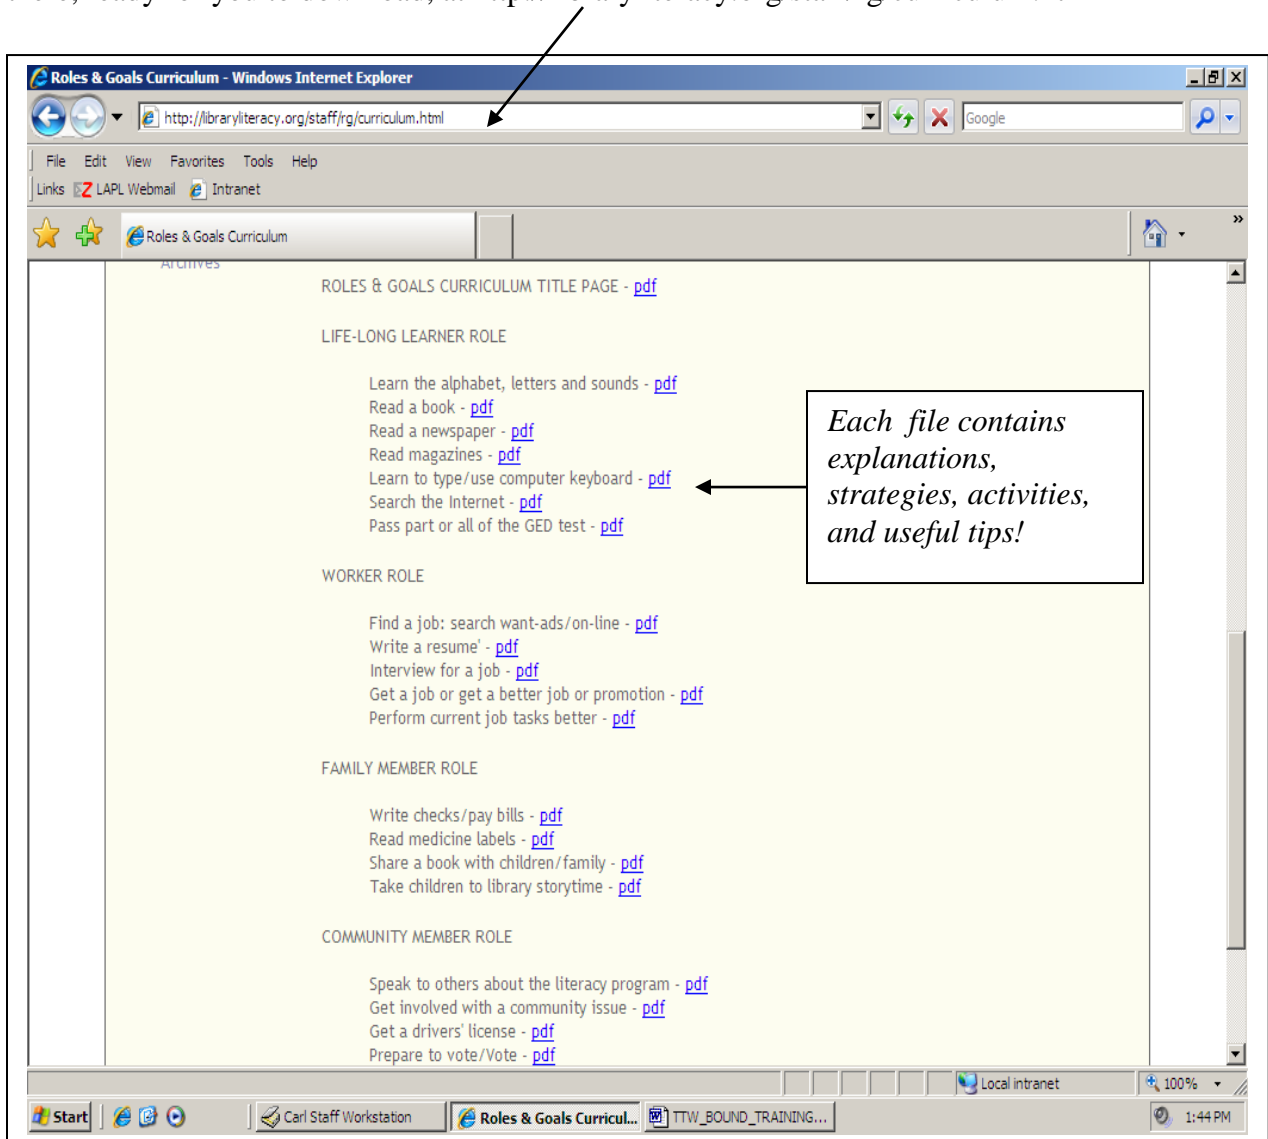 Roles & Goals Curriculum - Windows Internet Explorer
http://libraryliteracy.org/staff/rg/curriculum.html
Google
File Edit View Favorites Tools Help
Links LAPL Webmail Intranet
Roles & Goals Curriculum
»
Archives
ROLES & GOALS CURRICULUM TITLE PAGE - pdf
LIFE-LONG LEARNER ROLE
Learn the alphabet, letters and sounds - pdf
Read a book - pdf
Read a newspaper - pdf
Read magazines - pdf
Learn to type/use computer keyboard - pdf
Search the Internet - pdf
Pass part or all of the GED test - pdf
Each file contains
explanations,
strategies, activities,
and useful tips!
WORKER ROLE
Find a job: search want-ads/on-line - pdf
Write a resume' - pdf
Interview for a job - pdf
Get a job or get a better job or promotion - pdf
Perform current job tasks better - pdf
FAMILY MEMBER ROLE
Write checks/pay bills - pdf
Read medicine labels - pdf
Share a book with children/family - pdf
Take children to library storytime - pdf
COMMUNITY MEMBER ROLE
Speak to others about the literacy program - pdf
Get involved with a community issue - pdf
Get a drivers' license - pdf
Prepare to vote/Vote - pdf
Local intranet 100%
Start Carl Staff Workstation Roles & Goals Curricul... TTW_BOUND_TRAINING... 1:44 PM